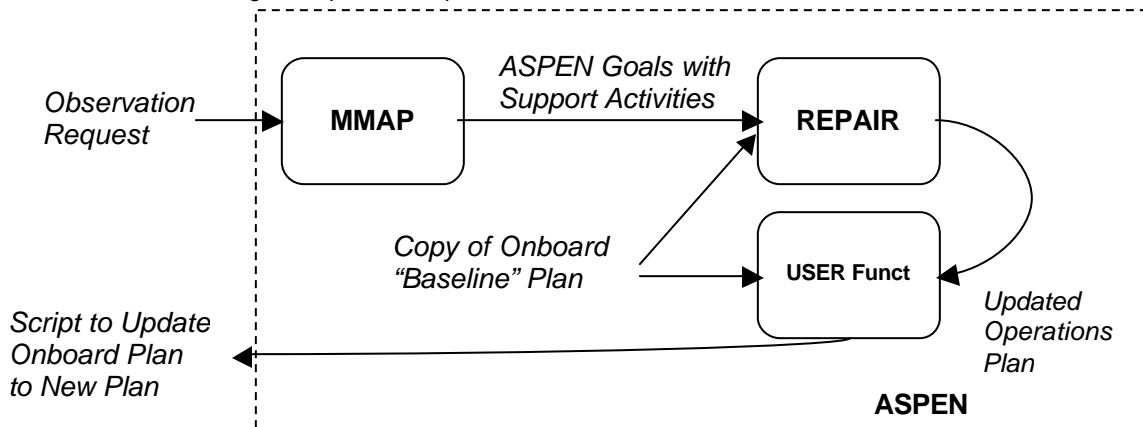 ASPEN Goals with
Support Activities
Observation
Request
MMAP
REPAIR
Copy of Onboard
“Baseline” Plan
USER Funct
Updated
Operations
Plan
Script to Update
Onboard Plan
to New Plan
ASPEN